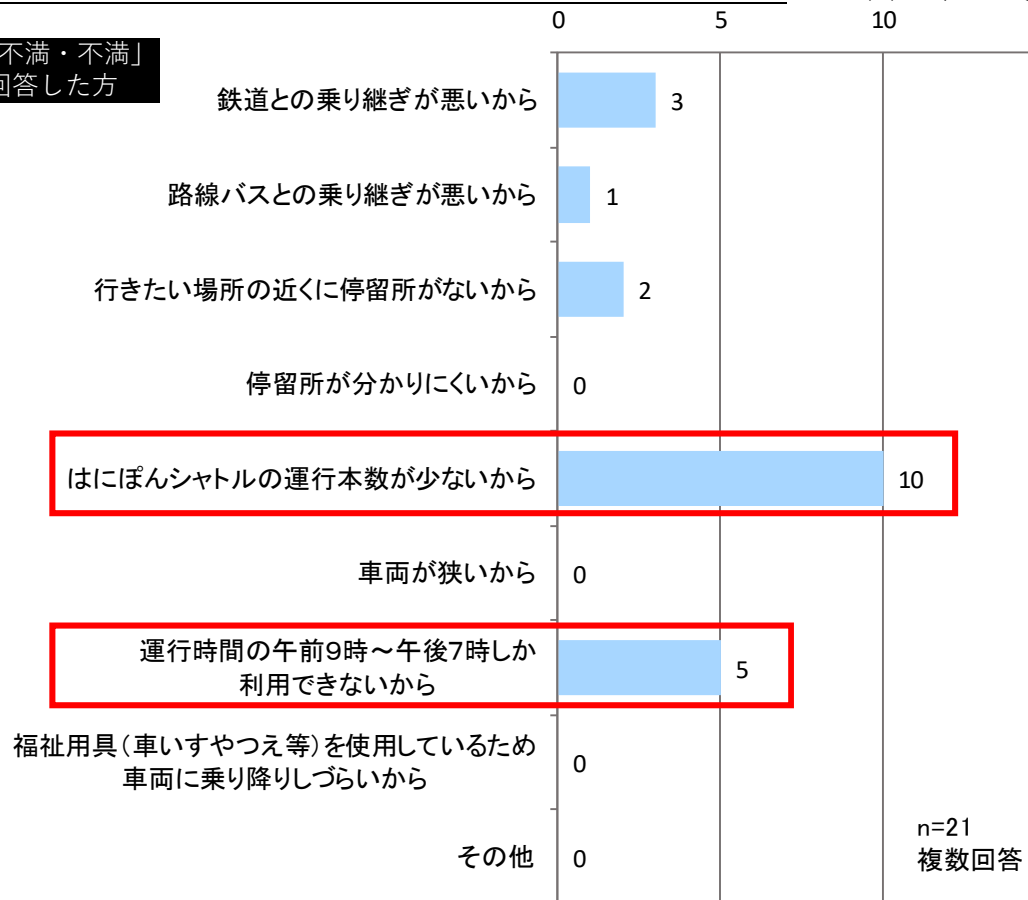 0 5 10
不満・不満」
回答した方
鉄道との乗り継ぎが悪いから 3
路線バスとの乗り継ぎが悪いから 1
行きたい場所の近くに停留所がないから 2
停留所が分かりにくいから 0
はにぽんシャトルの運行本数が少ないから 10
車両が狭いから 0
運行時間の午前9時～午後7時しか
利用できないから 5
福祉用具(車いすやつえ等)を使用しているため
車両に乗り降りしづらいから 0
その他 0
n=21
複数回答